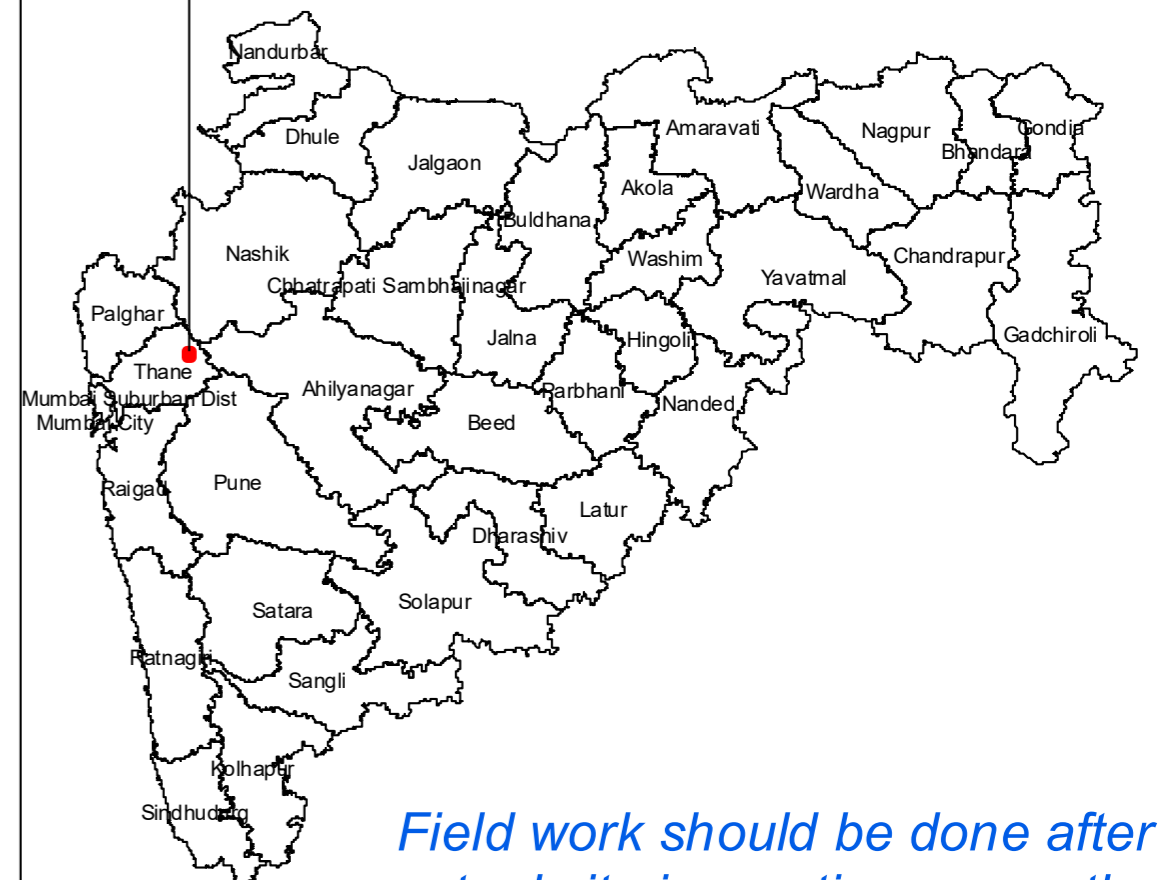 Nandurbar
Dhule
Jalgaon
Amaravati
Nagpur
Bhandara
Gondia
Akola
Wardha
Buldhana
Nashik
Washim
Chandrapur
Yavatmal
Chhatrapati Sambhajinagar
Palghar
Jalna
Hingoli
Gadchiroli
Thane
Ahilyanagar
Parbhani
Mumbai Suburban Dist
Nanded
Mumbai City
Beed
Raigad
Pune
Latur
Dharashiv
Satara
Solapur
Ratnagiri
Sangli
Kolhapur
Sindhudurg
Field work should be done after